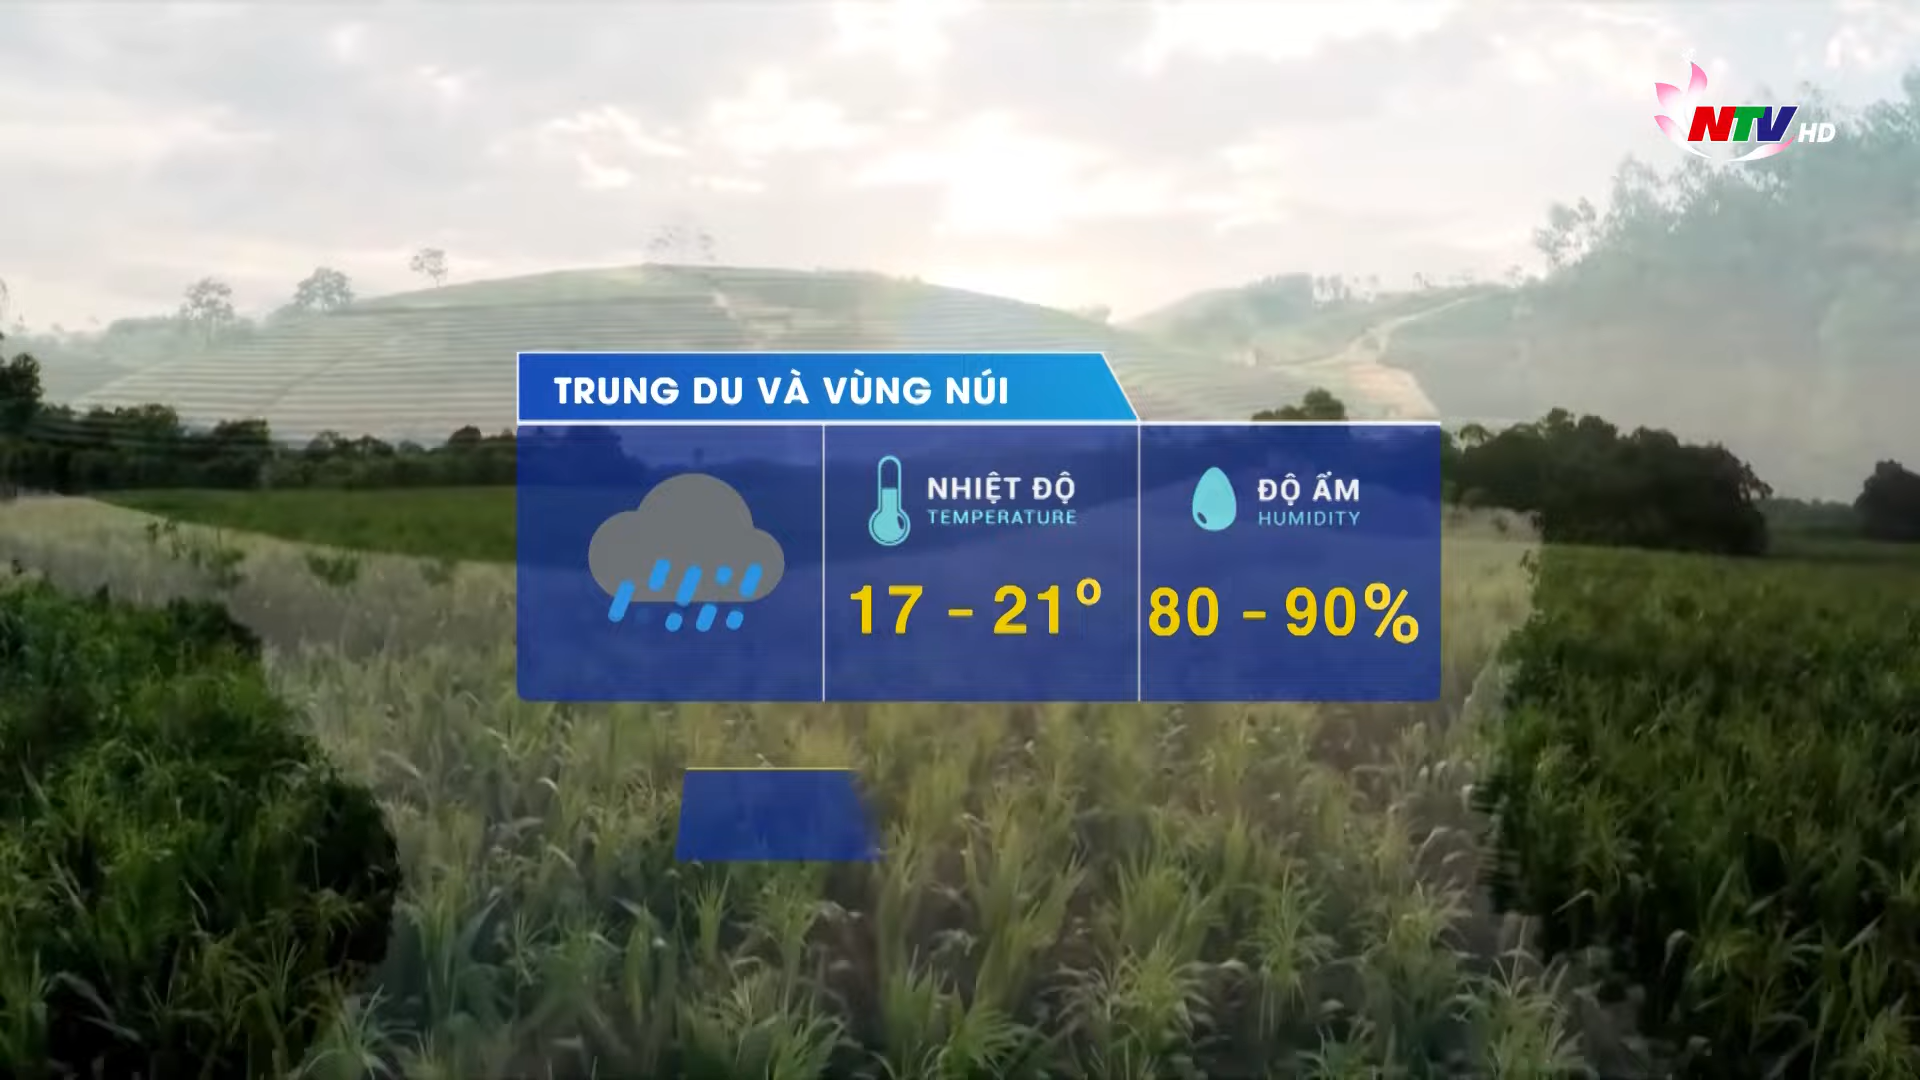 NTV HD
TRUNG DU VÀ VÙNG NÚI
NHIỆT ĐỘ
TEMPERATURE
17 - 21°
ĐỘ ẨM
HUMIDITY
80 - 90%